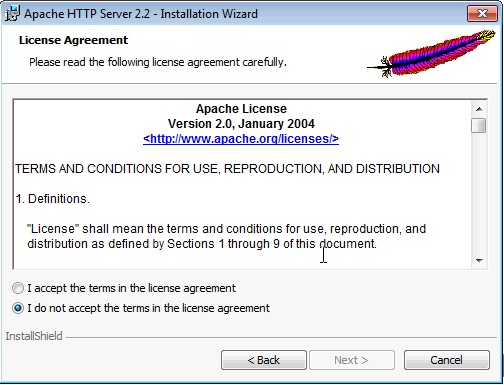 Apache HTTP Server 2.2 - Installation Wizard
License Agreement
Please read the following license agreement carefully.
Apache License
Version 2.0, January 2004
<http://www.apache.org/licenses/>
TERMS AND CONDITIONS FOR USE, REPRODUCTION, AND DISTRIBUTION
1. Definitions.
"License" shall mean the terms and conditions for use, reproduction, and
distribution as defined by Sections 1 through 9 of this document.
I accept the terms in the license agreement
I do not accept the terms in the license agreement
InstallShield
< Back
Next >
Cancel